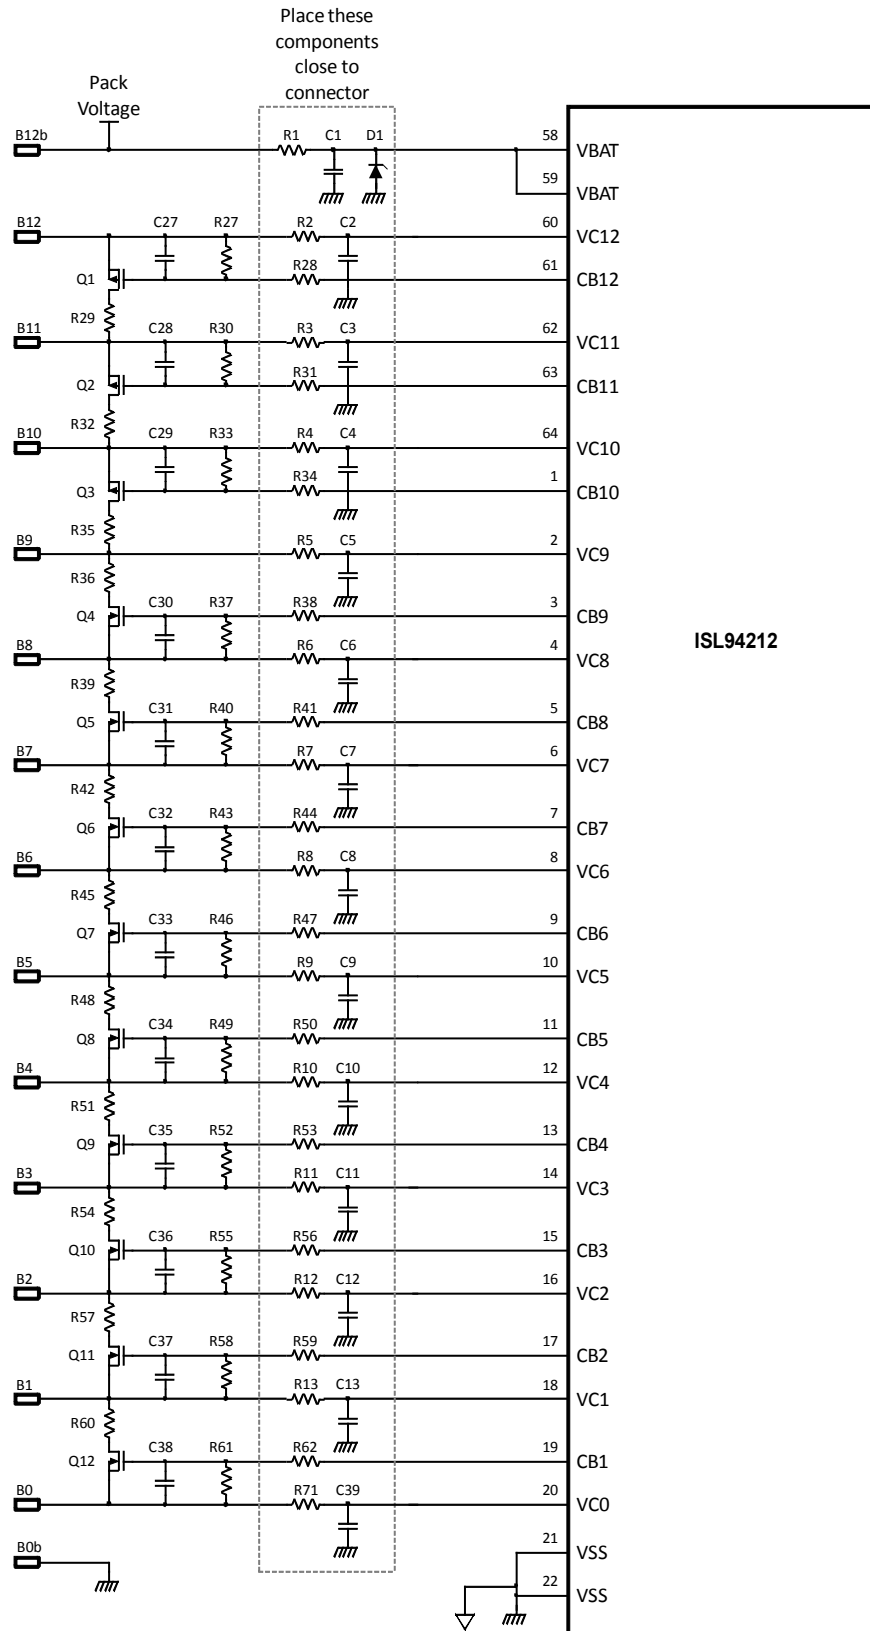 Place these
components
close to
connector
Pack
Voltage
B12b R1 C1 D1 58 VBAT
59 VBAT
B12 C27 R27 R2 C2 60 VC12
Q1 R28 61 CB12
R29
B11 C28 R30 R3 C3 62 VC11
Q2 R31 63 CB11
R32
B10 C29 R33 R4 C4 64 VC10
Q3 R34 1 CB10
R35
B9 R5 C5 2 VC9
R36
Q4 C30 R37 R38 3 CB9
ISL94212
B8 R6 C6 4 VC8
R39
Q5 C31 R40 R41 5 CB8
B7 R7 C7 6 VC7
R42
Q6 C32 R43 R44 7 CB7
B6 R8 C8 8 VC6
R45
Q7 C33 R46 R47 9 CB6
B5 R9 C9 10 VC5
R48
Q8 C34 R49 R50 11 CB5
B4 R10 C10 12 VC4
R51
Q9 C35 R52 R53 13 CB4
B3 R11 C11 14 VC3
R54
Q10 C36 R55 R56 15 CB3
B2 R12 C12 16 VC2
R57
Q11 C37 R58 R59 17 CB2
B1 R13 C13 18 VC1
R60
Q12 C38 R61 R62 19 CB1
B0 R71 C39 20 VC0
21 VSS
B0b
22 VSS